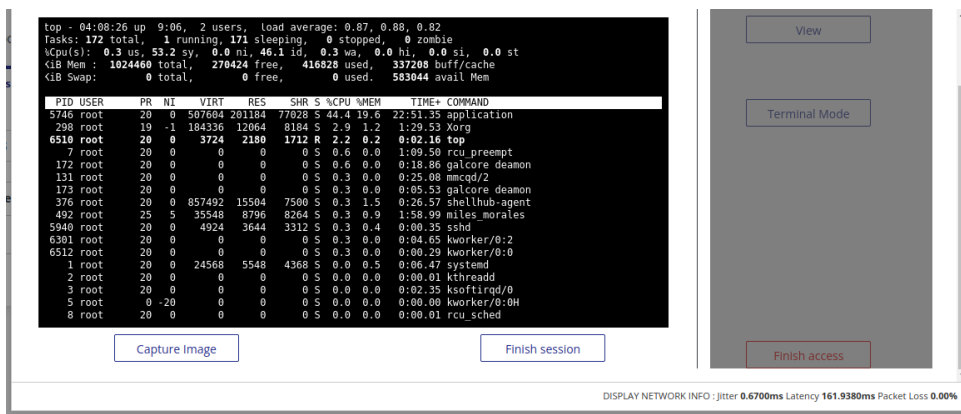 top - 04:08:26 up  9:06,  2 users,  load average: 0.87, 0.88, 0.82
Tasks: 172 total,   1 running, 171 sleeping,   0 stopped,   0 zombie
%Cpu(s):  0.3 us, 53.2 sy,  0.0 ni, 46.1 id,  0.3 wa,  0.0 hi,  0.0 si,  0.0 st
KiB Mem :  1024460 total,   270424 free,   416828 used,   337208 buff/cache
KiB Swap:        0 total,        0 free,        0 used.   583044 avail Mem
PID USER PR NI VIRT RES SHR S %CPU %MEM TIME+ COMMAND
5746 root 20 0 507604 201184 77028 S 44.4 19.6 22:51.35 application
298 root 19 -1 184336 12064 8184 S 2.9 1.2 1:29.53 Xorg
6510 root 20 0 3724 2180 1712 R 2.2 0.2 0:02.16 top
7 root 20 0 0 0 0 S 0.6 0.0 1:09.50 rcu_preempt
172 root 20 0 0 0 0 S 0.6 0.0 0:18.86 galcore deamon
131 root 20 0 0 0 0 S 0.3 0.0 0:25.08 mmcqd/2
173 root 20 0 0 0 0 S 0.3 0.0 0:05.53 galcore deamon
376 root 20 0 857492 15504 7500 S 0.3 1.5 0:26.57 shellhub-agent
492 root 25 5 35548 8796 8264 S 0.3 0.9 1:58.99 miles_morales
5940 root 20 0 4924 3644 3312 S 0.3 0.4 0:00.35 sshd
6301 root 20 0 0 0 0 S 0.3 0.0 0:04.65 kworker/0:2
6512 root 20 0 0 0 0 S 0.3 0.0 0:00.29 kworker/0:0
1 root 20 0 24568 5548 4368 S 0.0 0.5 0:06.47 systemd
2 root 20 0 0 0 0 S 0.0 0.0 0:00.01 kthreadd
3 root 20 0 0 0 0 S 0.0 0.0 0:02.35 ksoftirqd/0
5 root 0 -20 0 0 0 S 0.0 0.0 0:00.00 kworker/0:0H
8 root 20 0 0 0 0 S 0.0 0.0 0:00.01 rcu_sched
Capture Image
Finish session
View
Terminal Mode
Finish access
DISPLAY NETWORK INFO : Jitter 0.6700ms Latency 161.9380ms Packet Loss 0.00%